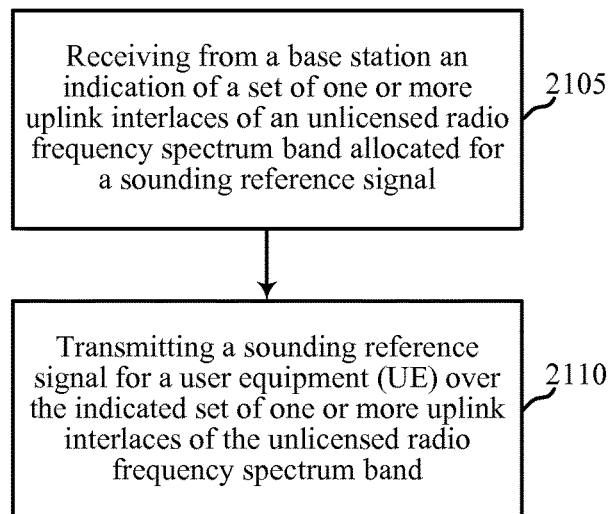 Receiving from a base station an
indication of a set of one or more
uplink interlaces of an unlicensed radio
frequency spectrum band allocated for
a sounding reference signal
2105
Transmitting a sounding reference
signal for a user equipment (UE) over
the indicated set of one or more uplink
interlaces of the unlicensed radio
frequency spectrum band
2110